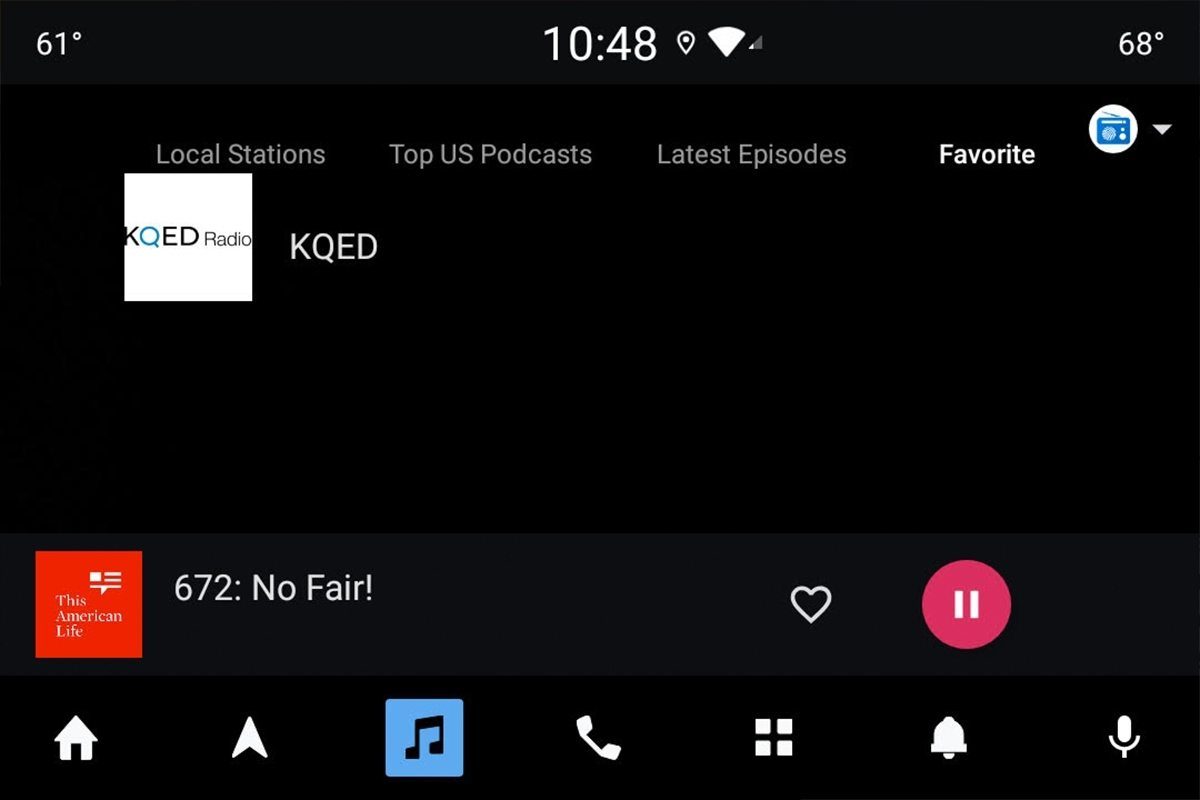 61°
10:48
68°
Local Stations
Top US Podcasts
Latest Episodes
Favorite
KQED Radio
KQED
This
American
Life
672: No Fair!